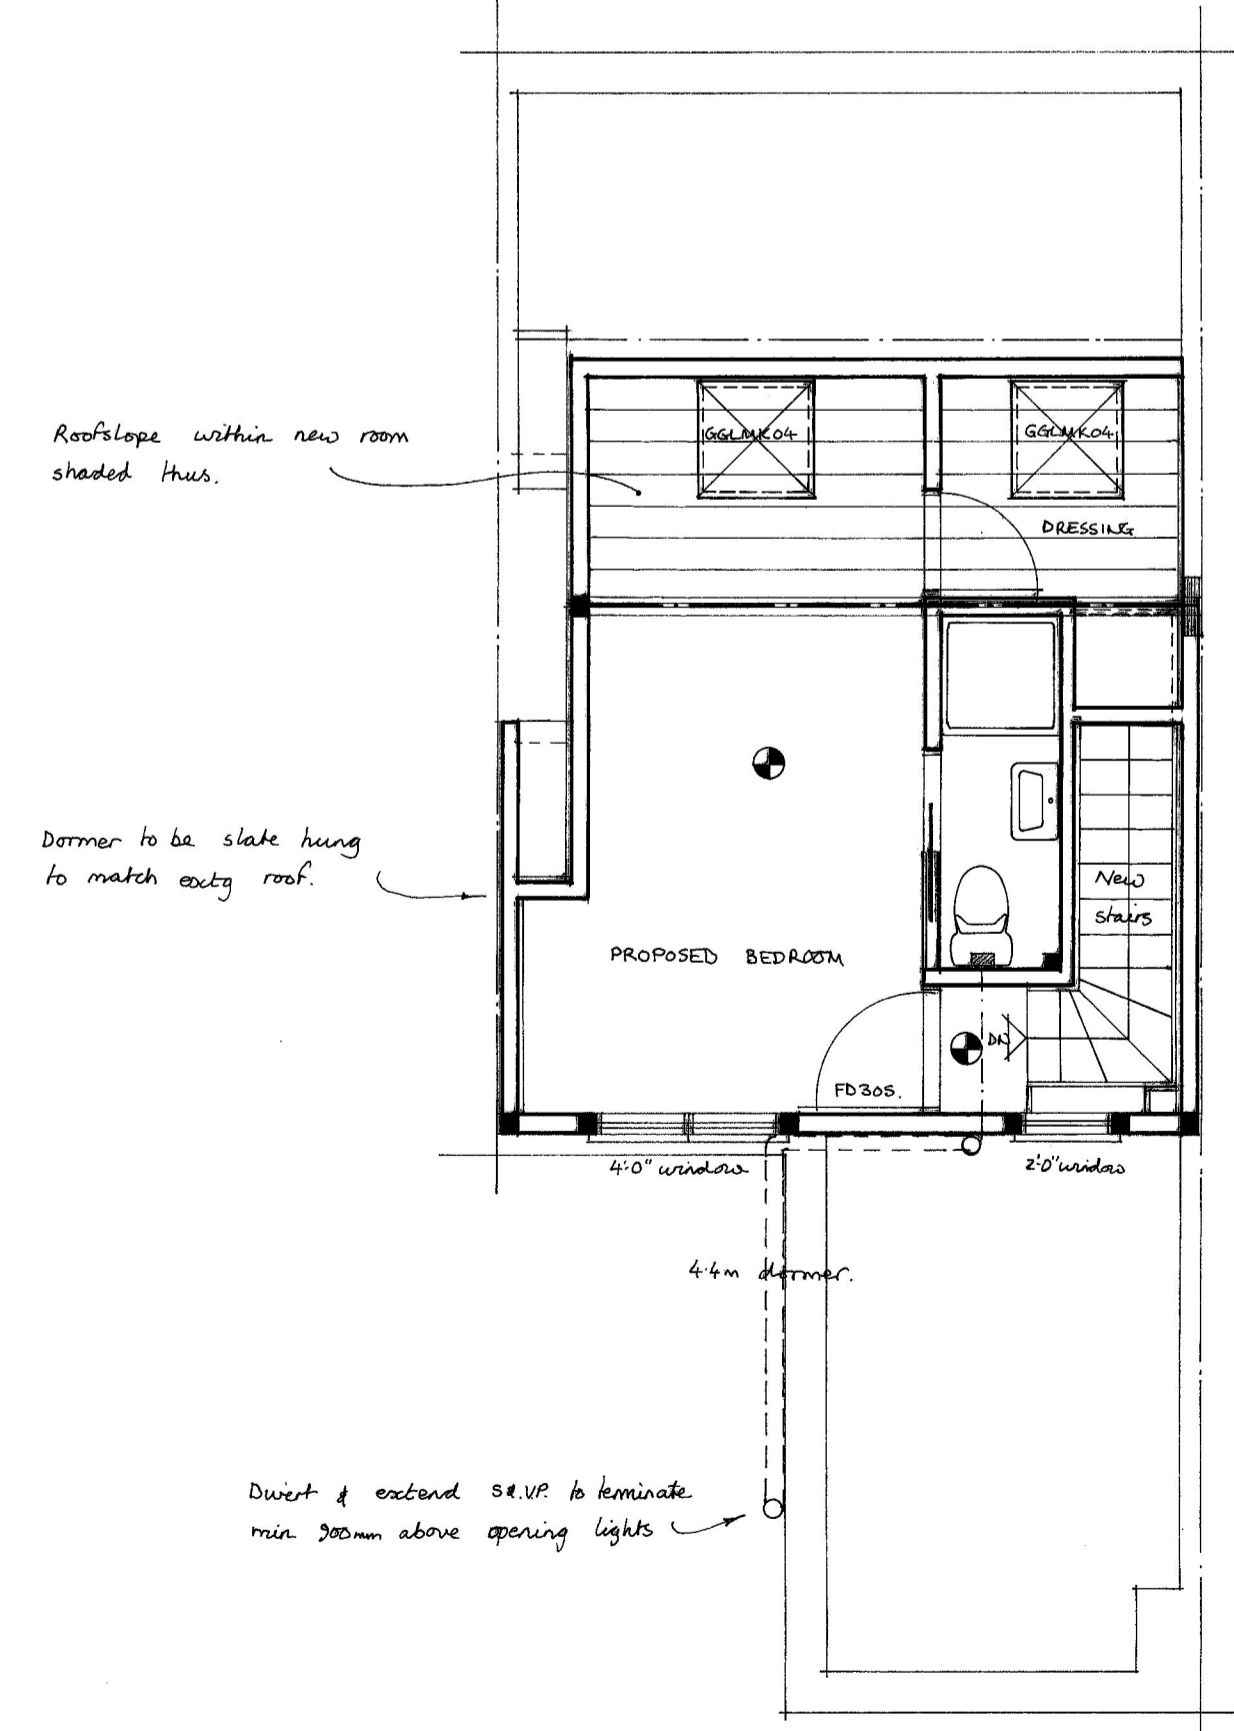 GGLMK04
GGLMK04
Roofslope within new room
shaded thus.
DRESSING
Dormer to be slate hung
to match exctg roof.
New
stairs
PROPOSED BEDROOM
DN
FD30S.
4'0" window
2'0" window
4.4m dormer.
Divert & extend S&.VP. to terminate
min 900mm above opening lights